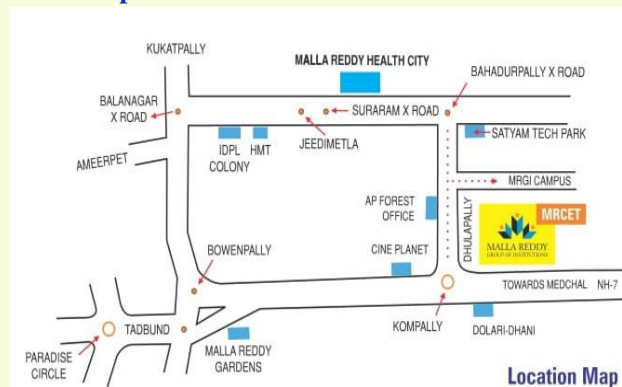 KUKATPALLY
MALLA REDDY HEALTH CITY
BAHADURPALLY X ROAD
BALANAGAR
X ROAD
SURARAM X ROAD
JEEDIMETLA
IDPL
COLONY
HMT
SATYAM TECH PARK
AMEERPET
MRGI CAMPUS
AP FOREST
OFFICE
DHULAPALLY
MRCET
MALLA REDDY
GROUP OF INSTITUTIONS
BOWENPALLY
CINE PLANET
TOWARDS MEDCHAL NH-7
KOMPALLY
DOLARI-DHANI
TADBUND
PARADISE
CIRCLE
MALLA REDDY
GARDENS
Location Map